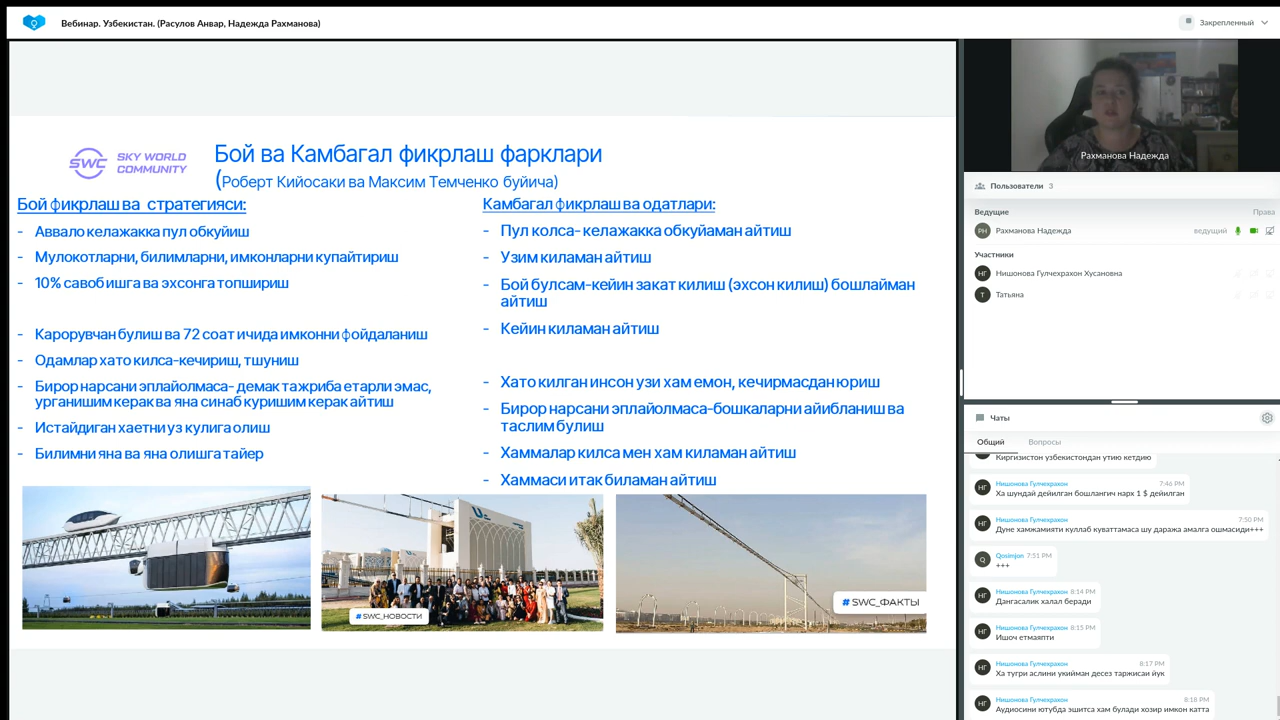 Вебинар. Узбекистан. (Расулов Анвар, Надежда Рахманова)
Закрепленный
SWC
SKY WORLD
COMMUNITY
Бой ва Камбагал фикрлаш фарклари
(Роберт Кийосаки ва Максим Темченко буйича)
Бой фикрлаш ва стратегияси:
- Аввало келажакка пул обкуйиш
- Мулокотларни, билимларни, имконларни купайтириш
- 10% савоб ишга ва эхсонга топшириш
- Карорувчан булиш ва 72 соат ичида имконни фойдаланиш
- Одамлар хато килса-кечириш, тшуниш
- Бирор нарсани эплайолмаса- демак тажриба етарли эмас,
урганишим керак ва яна синаб куришим керак айтиш
- Истайдиган хаетни уз кулига олиш
- Билимни яна ва яна олишга тайер
Камбагал фикрлаш ва одатлари:
- Пул колса- келажакка обкуйаман айтиш
- Узим киламан айтиш
- Бой булсам-кейин закат килиш (эхсон килиш) бошлайман
айтиш
- Кейин киламан айтиш
- Хато килган инсон узи хам емон, кечирмасдан юриш
- Бирор нарсани эплайолмаса-бошкаларни айибланиш ва
таслим булиш
- Хаммалар килса мен хам киламан айтиш
- Хаммаси итак биламан айтиш
# SWC_НОВОСТИ
# SWC_ФАКТЫ
Рахманова Надежда
Пользователи 3
Ведущие Права
РН Рахманова Надежда ведущий
Участники
НГ Нишонова Гулчехрахон Хусановна
Т Татьяна
Чаты
Общий Вопросы
НГ Киргизистон узбекистондан утию кетдию
Нишонова Гулчехрахон 7:46 PM
НГ Ха шундай дейилган бошлангич нарх 1 $ дейилган
Нишонова Гулчехрахон 7:50 PM
НГ Дуне хамжамияти куллаб куваттамаса шу даража амалга ошмасиди+++
Qosimjon 7:51 PM
Q +++
Нишонова Гулчехрахон 8:14 PM
НГ Дангасалик халал беради
Нишонова Гулчехрахон 8:15 PM
НГ Ишоч етмаяпти
Нишонова Гулчехрахон 8:17 PM
НГ Ха тугри аслини укийман десез таржисаи йук
Нишонова Гулчехрахон 8:18 PM
НГ Аудиосини ютубда эшитса хам булади хозир имкон катта